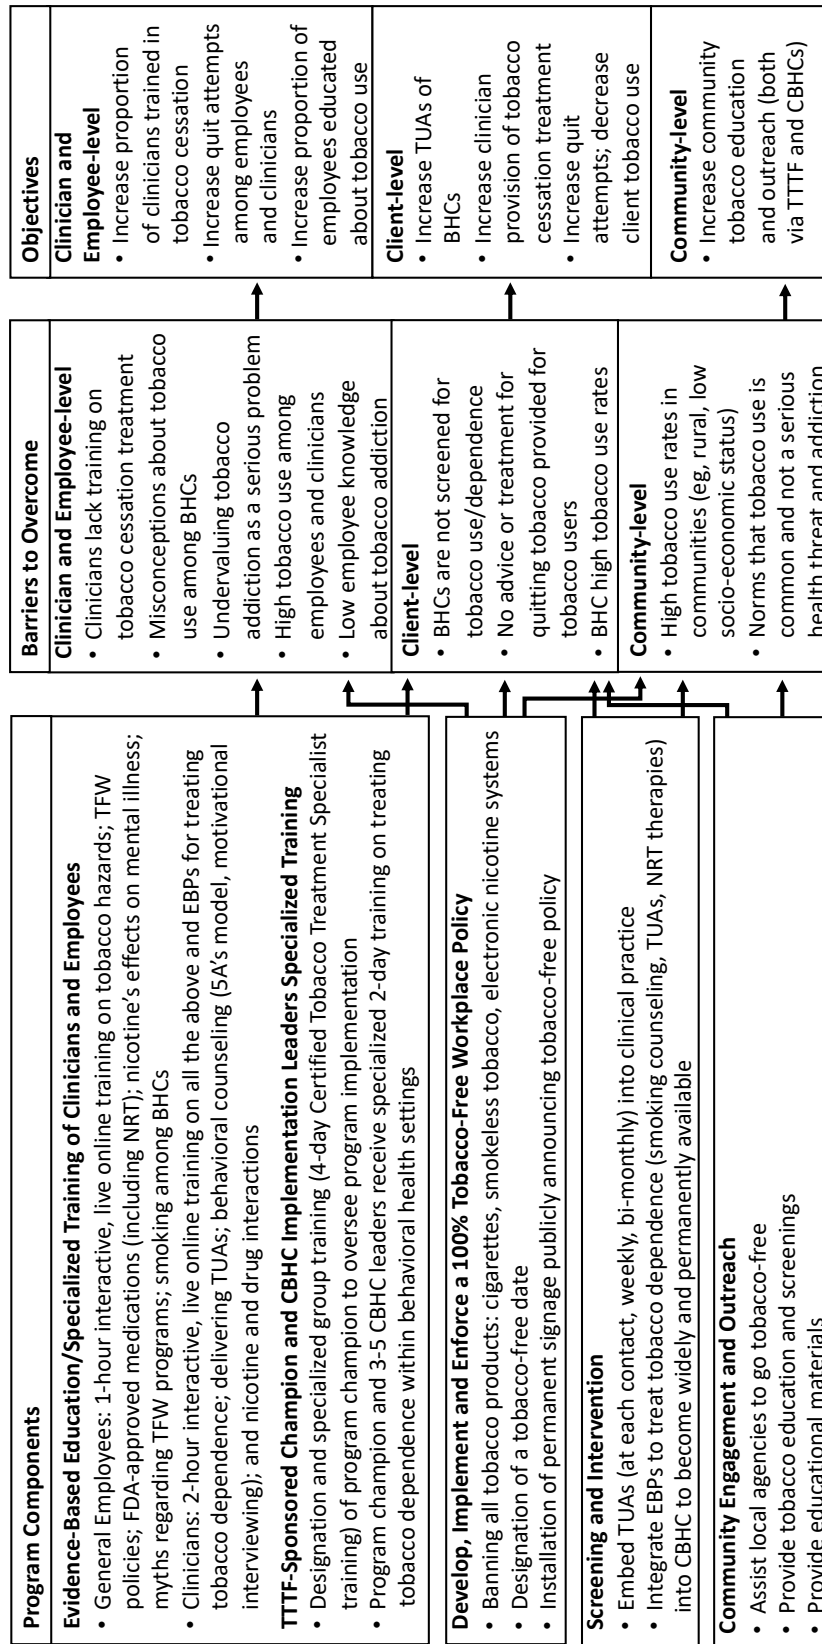 Program Components
Evidence-Based Education/Specialized Training of Clinicians and Employees
• General Employees: 1-hour interactive, live online training on tobacco hazards; TFW
policies; FDA-approved medications (including NRT); nicotine's effects on mental illness;
myths regarding TFW programs; smoking among BHCs
• Clinicians: 2-hour interactive, live online training on all the above and EBPs for treating
tobacco dependence; delivering TUAs; behavioral counseling (5A's model, motivational
interviewing); and nicotine and drug interactions
TTTF-Sponsored Champion and CBHC Implementation Leaders Specialized Training
• Designation and specialized group training (4-day Certified Tobacco Treatment Specialist
training) of program champion to oversee program implementation
• Program champion and 3-5 CBHC leaders receive specialized 2-day training on treating
tobacco dependence within behavioral health settings
Develop, Implement and Enforce a 100% Tobacco-Free Workplace Policy
• Banning all tobacco products: cigarettes, smokeless tobacco, electronic nicotine systems
• Designation of a tobacco-free date
• Installation of permanent signage publicly announcing tobacco-free policy
Screening and Intervention
• Embed TUAs (at each contact, weekly, bi-monthly) into clinical practice
• Integrate EBPs to treat tobacco dependence (smoking counseling, TUAs, NRT therapies)
into CBHC to become widely and permanently available
Community Engagement and Outreach
• Assist local agencies to go tobacco-free
• Provide tobacco education and screenings
• Provide educational materials
Barriers to Overcome
Clinician and Employee-level
• Clinicians lack training on
tobacco cessation treatment
• Misconceptions about tobacco
use among BHCs
• Undervaluing tobacco
addiction as a serious problem
• High tobacco use among
employees and clinicians
• Low employee knowledge
about tobacco addiction
Client-level
• BHCs are not screened for
tobacco use/dependence
• No advice or treatment for
quitting tobacco provided for
tobacco users
• BHC high tobacco use rates
Community-level
• High tobacco use rates in
communities (eg, rural, low
socio-economic status)
• Norms that tobacco use is
common and not a serious
health threat and addiction
Objectives
Clinician and
Employee-level
• Increase proportion
of clinicians trained in
tobacco cessation
• Increase quit attempts
among employees
and clinicians
• Increase proportion of
employees educated
about tobacco use
Client-level
• Increase TUAs of
BHCs
• Increase clinician
provision of tobacco
cessation treatment
• Increase quit
attempts; decrease
client tobacco use
Community-level
• Increase community
tobacco education
and outreach (both
via TTTF and CBHCs)